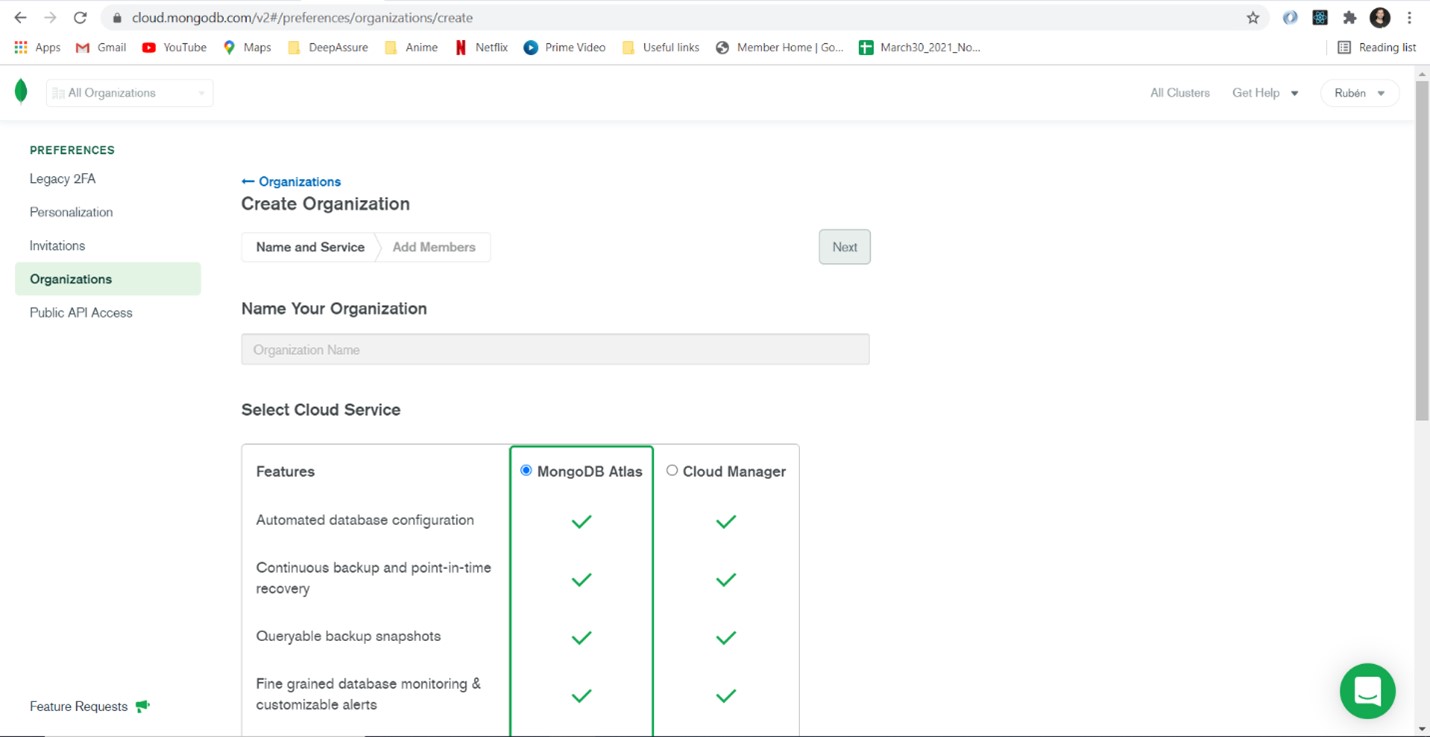 cloud.mongodb.com/v2#/preferences/organizations/create
Apps Gmail YouTube Maps DeepAssure Anime Netflix Prime Video Useful links Member Home | Go... March30_2021_No... Reading list
All Organizations All Clusters Get Help Rubén
PREFERENCES
Legacy 2FA
Personalization
Invitations
Organizations
Public API Access
Feature Requests
← Organizations
Create Organization
Name and Service Add Members Next
Name Your Organization
Organization Name
Select Cloud Service
Features MongoDB Atlas Cloud Manager
Automated database configuration
Continuous backup and point-in-time
recovery
Queryable backup snapshots
Fine grained database monitoring &
customizable alerts